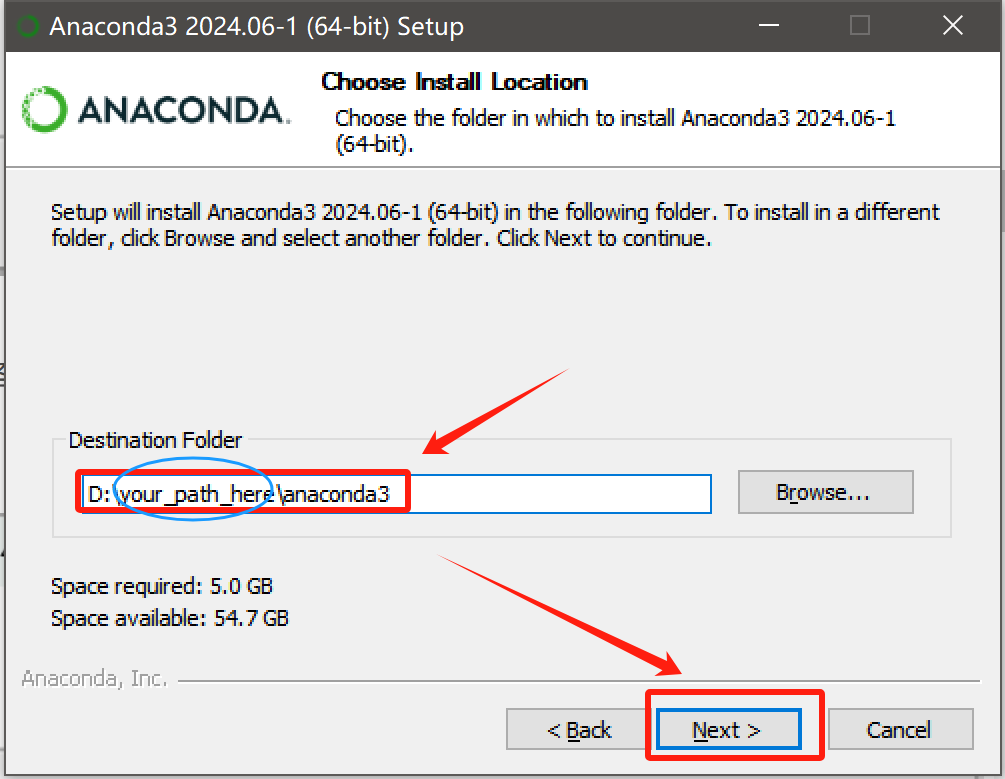 Anaconda3 2024.06-1 (64-bit) Setup
ANACONDA.
Choose Install Location
Choose the folder in which to install Anaconda3 2024.06-1
(64-bit).
Setup will install Anaconda3 2024.06-1 (64-bit) in the following folder. To install in a different
folder, click Browse and select another folder. Click Next to continue.
Destination Folder
D:\your_path_here\anaconda3
Browse...
Space required: 5.0 GB
Space available: 54.7 GB
Anaconda, Inc.
< Back
Next >
Cancel